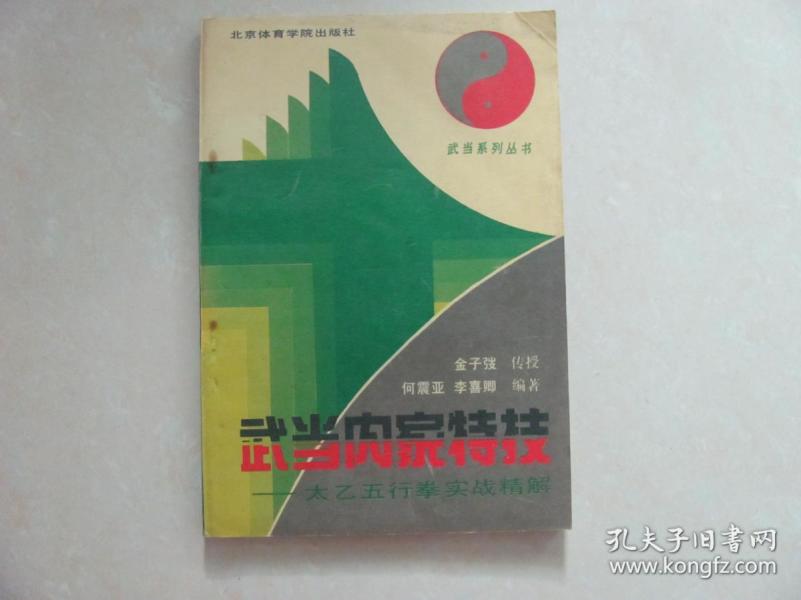 北京体育学院出版社
武当系列丛书
金子弢 传授
何震亚 李喜卿 编著
武当内家特技
——太乙五行拳实战精解
孔夫子旧书网
www.kongfz.com